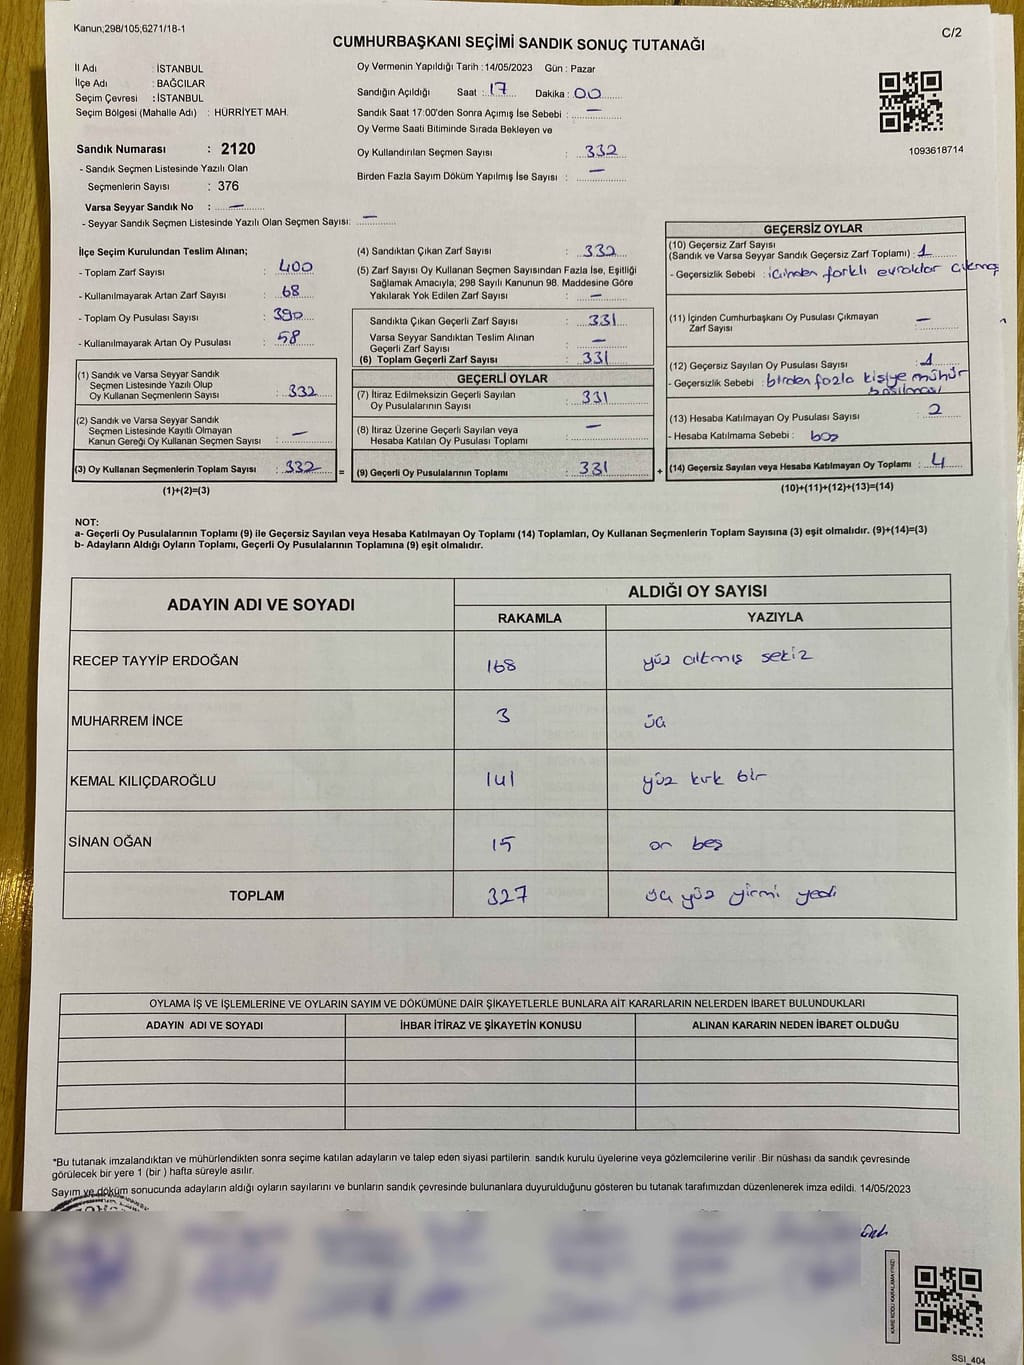 Kanun;298/105;6271/18-1
C/2
CUMHURBAŞKANI SEÇİMİ SANDIK SONUÇ TUTANAĞI
İl Adı : İSTANBUL
İlçe Adı : BAĞCILAR
Seçim Çevresi : İSTANBUL
Seçim Bölgesi (Mahalle Adı) : HÜRRİYET MAH.
Oy Vermenin Yapıldığı Tarih :14/05/2023 Gün : Pazar
Sandığın Açıldığı Saat : 17 Dakika : 00
Sandık Saat 17:00'den Sonra Açımış İse Sebebi : —
Oy Verme Saati Bitiminde Sırada Bekleyen ve
Oy Kullandırılan Seçmen Sayısı : 332
Birden Fazla Sayım Döküm Yapılmış İse Sayısı : —
1093618714
Sandık Numarası : 2120
- Sandık Seçmen Listesinde Yazılı Olan
Seçmenlerin Sayısı : 376
Varsa Seyyar Sandık No : —
- Seyyar Sandık Seçmen Listesinde Yazılı Olan Seçmen Sayısı: —
İlçe Seçim Kurulundan Teslim Alınan;
- Toplam Zarf Sayısı : 400
- Kullanılmayarak Artan Zarf Sayısı : 68
- Toplam Oy Pusulası Sayısı : 390
- Kullanılmayarak Artan Oy Pusulası : 58
(1) Sandık ve Varsa Seyyar Sandık
Seçmen Listesinde Yazılı Olup
Oy Kullanan Seçmenlerin Sayısı : 332
(2) Sandık ve Varsa Seyyar Sandık
Seçmen Listesinde Kayıtlı Olmayan
Kanun Gereği Oy Kullanan Seçmen Sayısı : —
(3) Oy Kullanan Seçmenlerin Toplam Sayısı : 332 =
(1)+(2)=(3)
(4) Sandıktan Çıkan Zarf Sayısı : 332
(5) Zarf Sayısı Oy Kullanan Seçmen Sayısından Fazla İse, Eşitliği
Sağlamak Amacıyla; 298 Sayılı Kanunun 98. Maddesine Göre
Yakılarak Yok Edilen Zarf Sayısı : —
Sandıkta Çıkan Geçerli Zarf Sayısı : 331
Varsa Seyyar Sandıktan Teslim Alınan
Geçerli Zarf Sayısı : —
(6) Toplam Geçerli Zarf Sayısı : 331
GEÇERLİ OYLAR
(7) İtiraz Edilmeksizin Geçerli Sayılan
Oy Pusulalarının Sayısı : 331
(8) İtiraz Üzerine Geçerli Sayılan veya
Hesaba Katılan Oy Pusulası Toplamı : —
(9) Geçerli Oy Pusulalarının Toplamı : 331 +
GEÇERSİZ OYLAR
(10) Geçersiz Zarf Sayısı
(Sandık ve Varsa Seyyar Sandık Geçersiz Zarf Toplamı) : 1
- Geçersizlik Sebebi : içinden farklı evraklar çıkmış
(11) İçinden Cumhurbaşkanı Oy Pusulası Çıkmayan
Zarf Sayısı : —
(12) Geçersiz Sayılan Oy Pusulası Sayısı : 1
- Geçersizlik Sebebi : birden fazla kişiye mühür
basılması
(13) Hesaba Katılmayan Oy Pusulası Sayısı : 2
- Hesaba Katılmama Sebebi : boş
(14) Geçersiz Sayılan veya Hesaba Katılmayan Oy Toplamı : 4
(10)+(11)+(12)+(13)=(14)
NOT:
a- Geçerli Oy Pusulalarının Toplamı (9) ile Geçersiz Sayılan veya Hesaba Katılmayan Oy Toplamı (14) Toplamları, Oy Kullanan Seçmenlerin Toplam Sayısına (3) eşit olmalıdır. (9)+(14)=(3)
b- Adayların Aldığı Oyların Toplamı, Geçerli Oy Pusulalarının Toplamına (9) eşit olmalıdır.
ADAYIN ADI VE SOYADI
ALDIĞI OY SAYISI
RAKAMLA YAZIYLA
RECEP TAYYİP ERDOĞAN 168 yüz altmış sekiz
MUHARREM İNCE 3 üç
KEMAL KILIÇDAROĞLU 141 yüz kırk bir
SİNAN OĞAN 15 on beş
TOPLAM 327 üç yüz yirmi yedi
OYLAMA İŞ VE İŞLEMLERİNE VE OYLARIN SAYIM VE DÖKÜMÜNE DAİR ŞİKAYETLERLE BUNLARA AİT KARARLARIN NELERDEN İBARET BULUNDUKLARI
ADAYIN ADI VE SOYADI İHBAR İTİRAZ VE ŞİKAYETİN KONUSU ALINAN KARARIN NEDEN İBARET OLDUĞU
*Bu tutanak imzalandıktan ve mühürlendikten sonra seçime katılan adayların ve talep eden siyasi partilerin sandık kurulu üyelerine veya gözlemcilerine verilir .Bir nüshası da sandık çevresinde
görülecek bir yere 1 (bir ) hafta süreyle asılır.
Sayım ve döküm sonucunda adayların aldığı oyların sayılarını ve bunların sandık çevresinde bulunanlara duyurulduğunu gösteren bu tutanak tarafımızdan düzenlenerek imza edildi. 14/05/2023
SSI_404